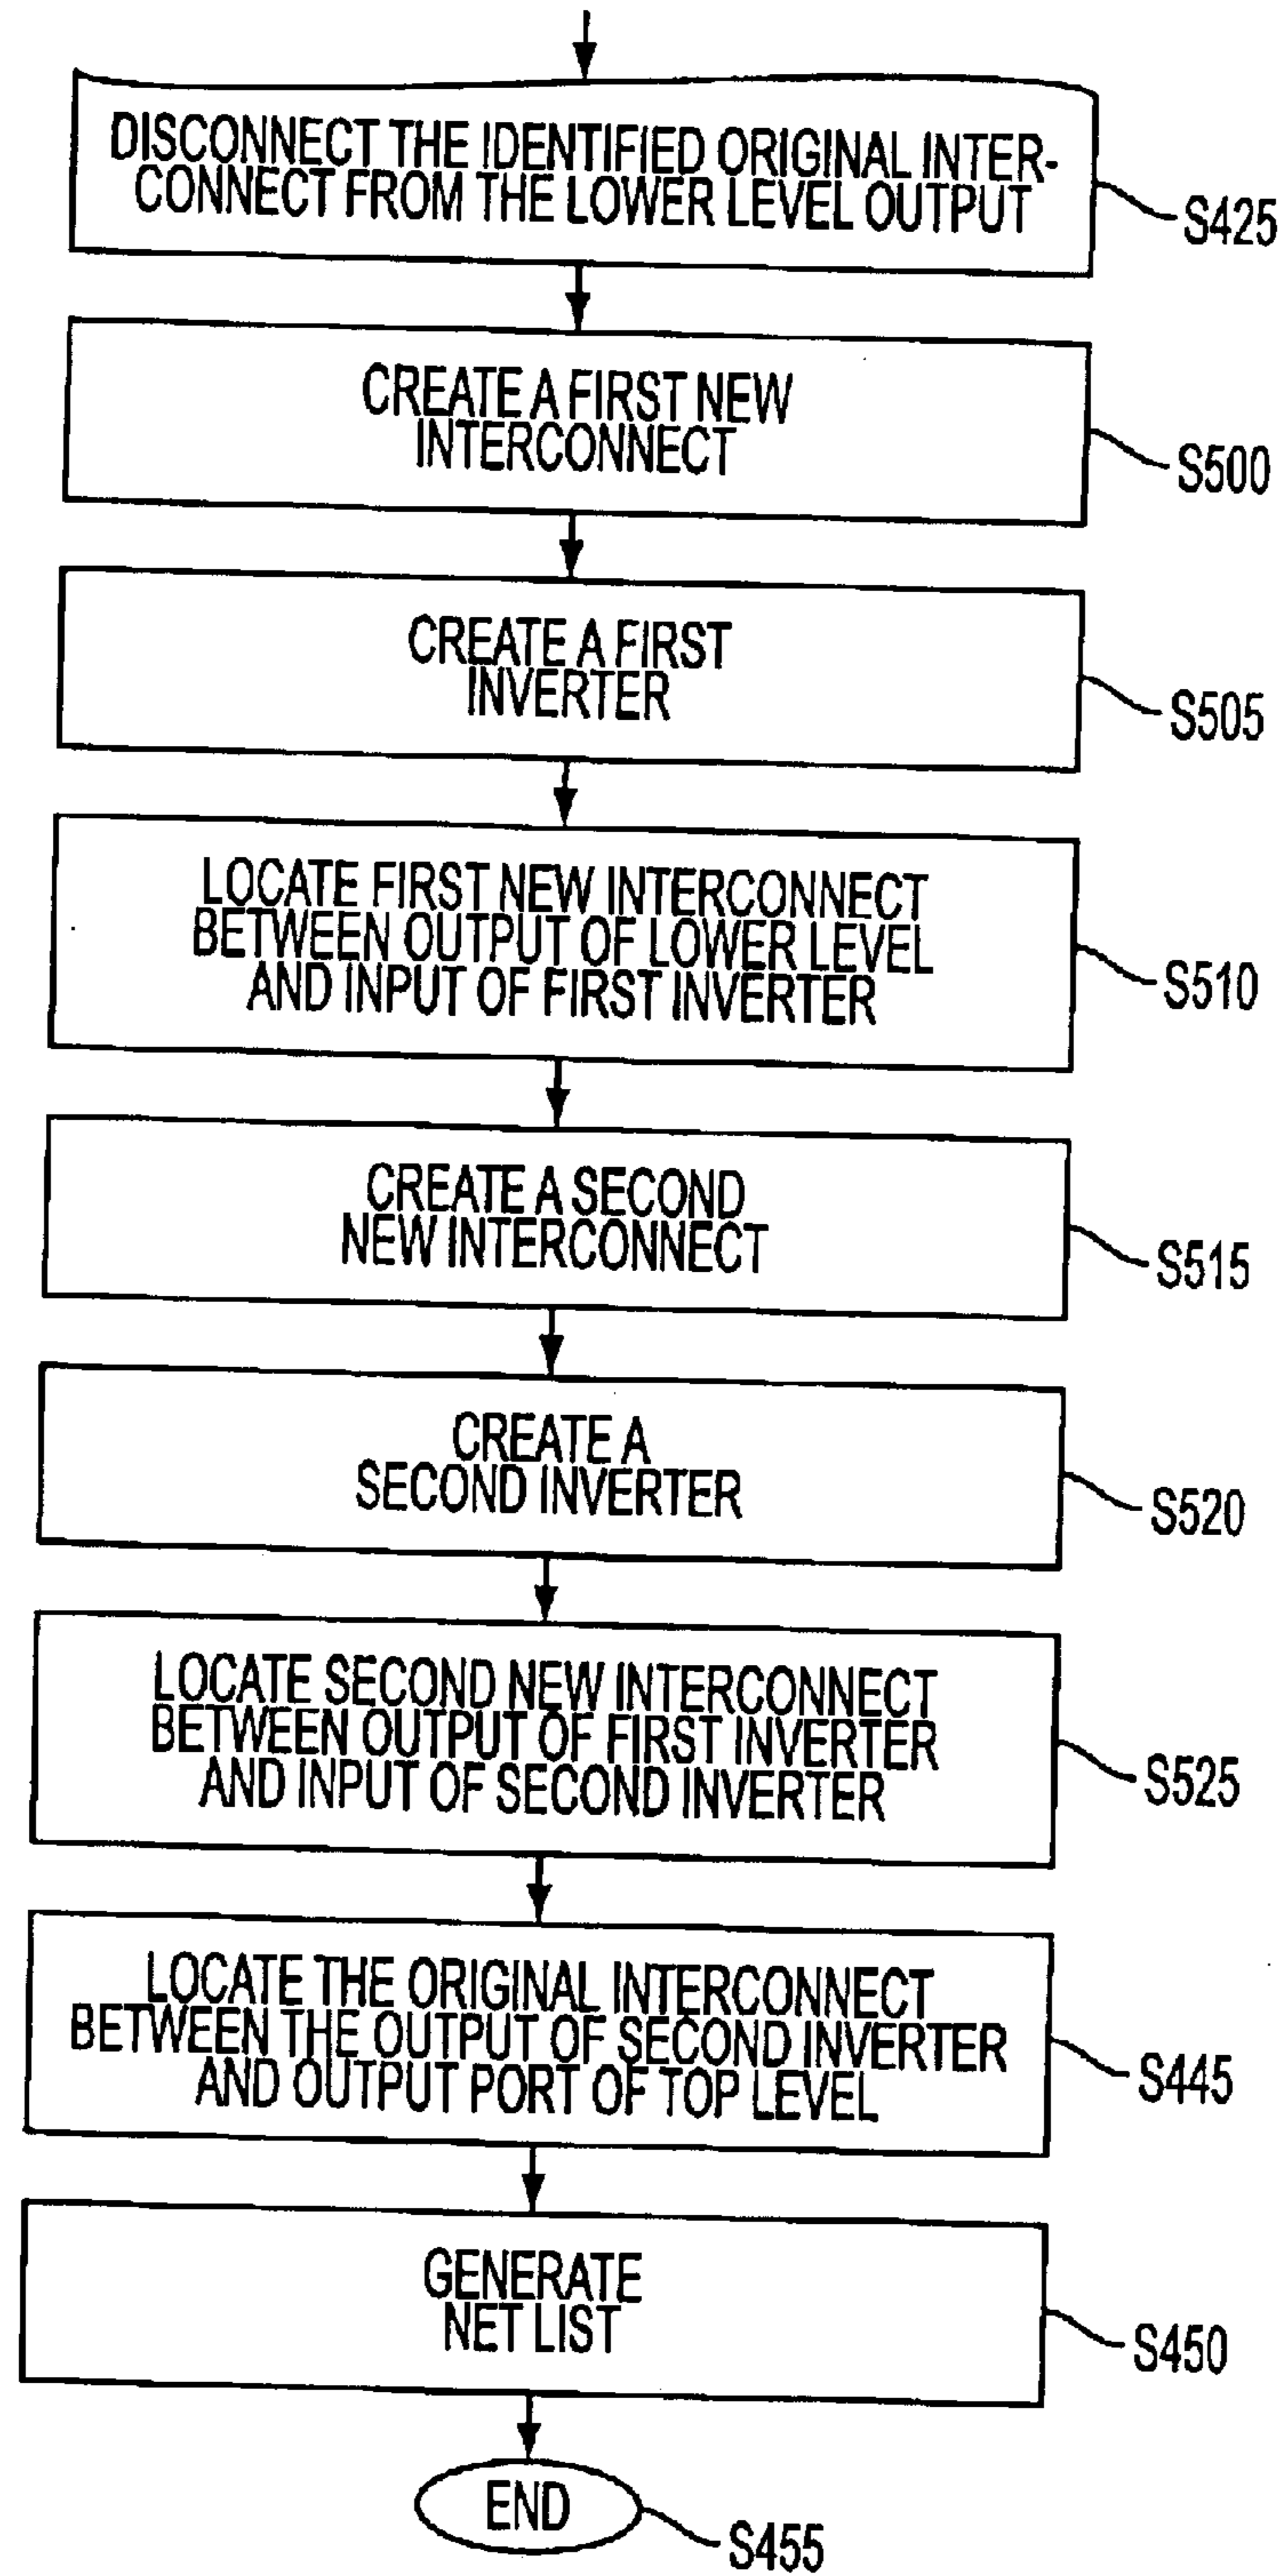 DISCONNECT THE IDENTIFIED ORIGINAL INTER-
CONNECT FROM THE LOWER LEVEL OUTPUT
S425
CREATE A FIRST NEW
INTERCONNECT
S500
CREATE A FIRST
INVERTER
S505
LOCATE FIRST NEW INTERCONNECT
BETWEEN OUTPUT OF LOWER LEVEL
AND INPUT OF FIRST INVERTER
S510
CREATE A SECOND
NEW INTERCONNECT
S515
CREATE A
SECOND INVERTER
S520
LOCATE SECOND NEW INTERCONNECT
BETWEEN OUTPUT OF FIRST INVERTER
AND INPUT OF SECOND INVERTER
S525
LOCATE THE ORIGINAL INTERCONNECT
BETWEEN THE OUTPUT OF SECOND INVERTER
AND OUTPUT PORT OF TOP LEVEL
S445
GENERATE
NET LIST
S450
END
S455